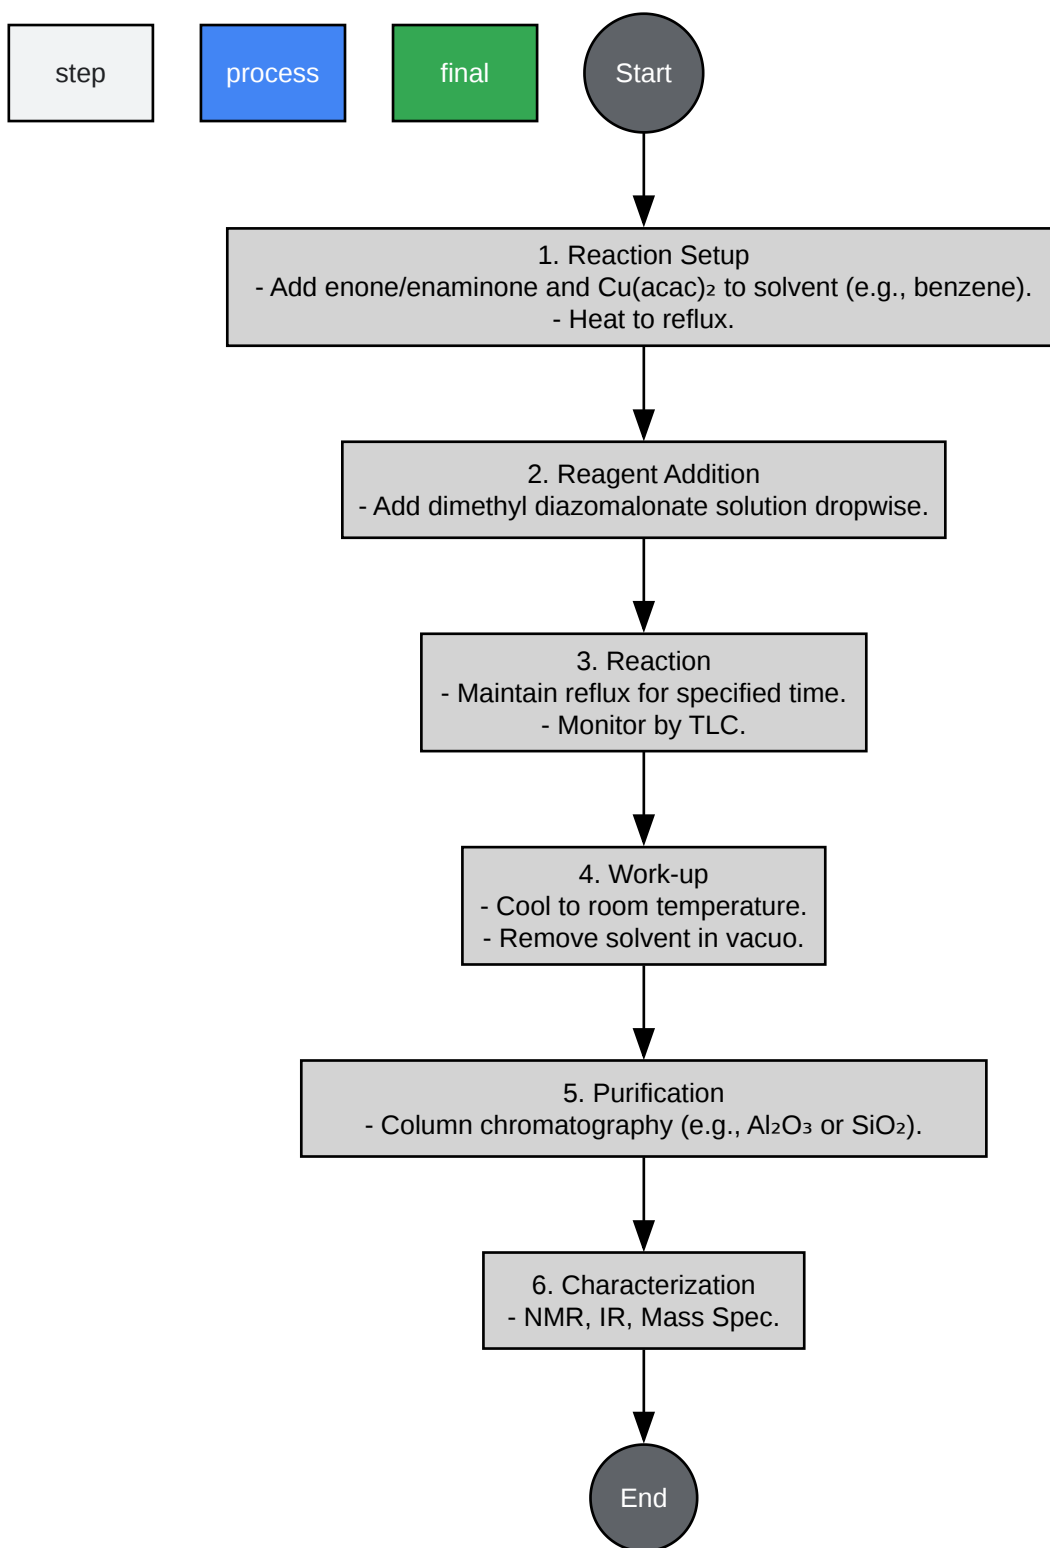 step
process
final
Start
1. Reaction Setup
- Add enone/enaminone and Cu(acac)₂ to solvent (e.g., benzene).
- Heat to reflux.
2. Reagent Addition
- Add dimethyl diazomalonate solution dropwise.
3. Reaction
- Maintain reflux for specified time.
- Monitor by TLC.
4. Work-up
- Cool to room temperature.
- Remove solvent in vacuo.
5. Purification
- Column chromatography (e.g., Al₂O₃ or SiO₂).
6. Characterization
- NMR, IR, Mass Spec.
End